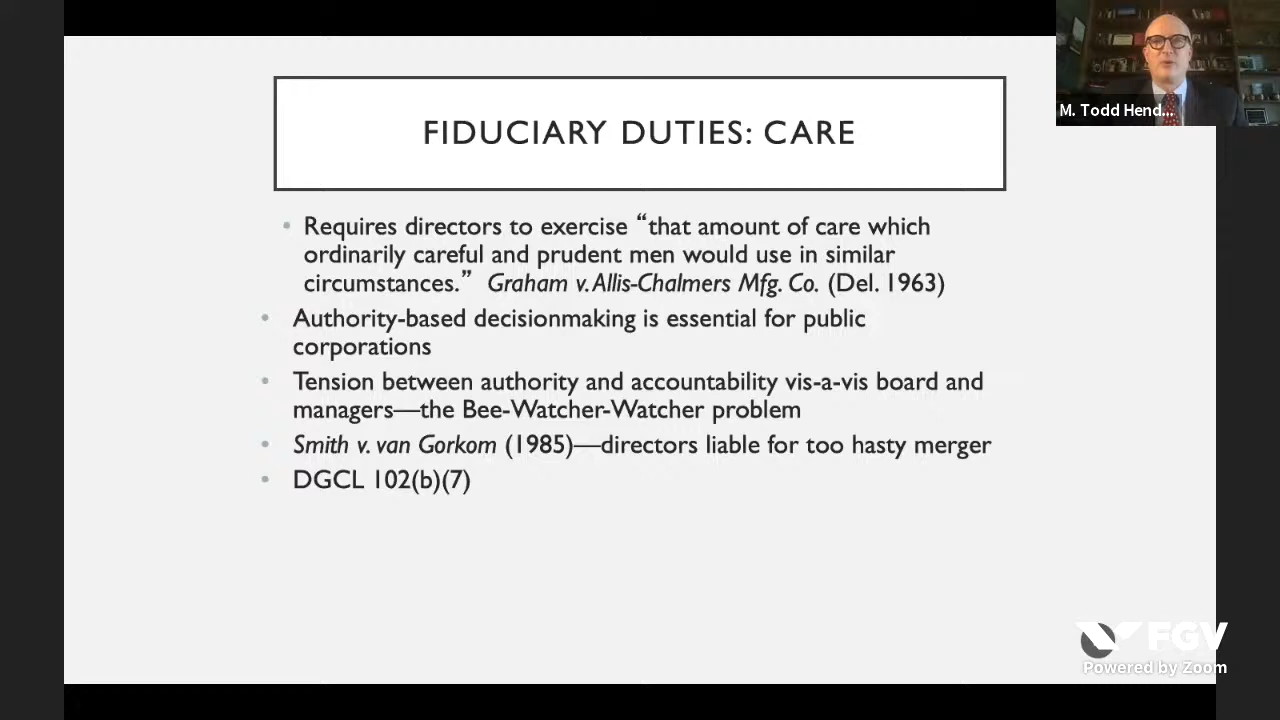 M. Todd Hend...
FIDUCIARY DUTIES: CARE
• Requires directors to exercise “that amount of care which
ordinarily careful and prudent men would use in similar
circumstances.” Graham v. Allis-Chalmers Mfg. Co. (Del. 1963)
• Authority-based decisionmaking is essential for public
corporations
• Tension between authority and accountability vis-a-vis board and
managers—the Bee-Watcher-Watcher problem
• Smith v. van Gorkom (1985)—directors liable for too hasty merger
• DGCL 102(b)(7)
FGV
Powered by Zoom